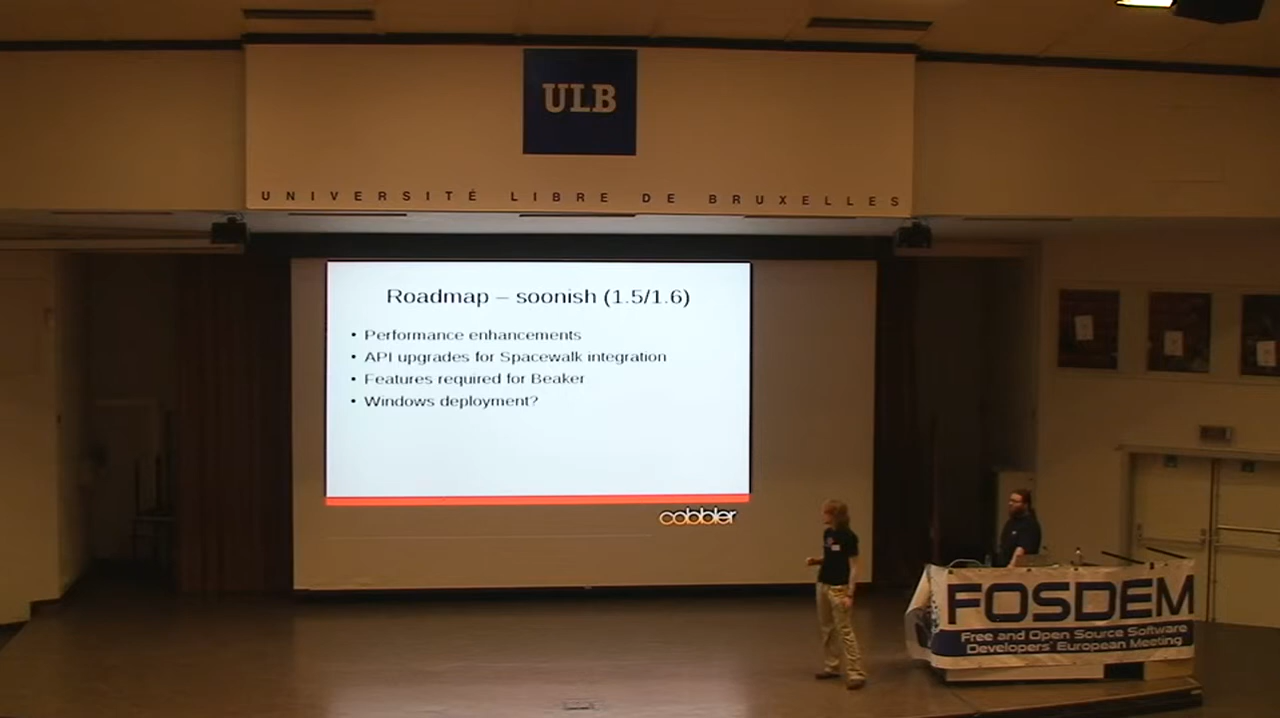 ULB
UNIVERSITÉ LIBRE DE BRUXELLES
Roadmap – soonish (1.5/1.6)
• Performance enhancements
• API upgrades for Spacewalk integration
• Features required for Beaker
• Windows deployment?
cobbler
FOSDEM
Free and Open Source Software
Developers' European Meeting